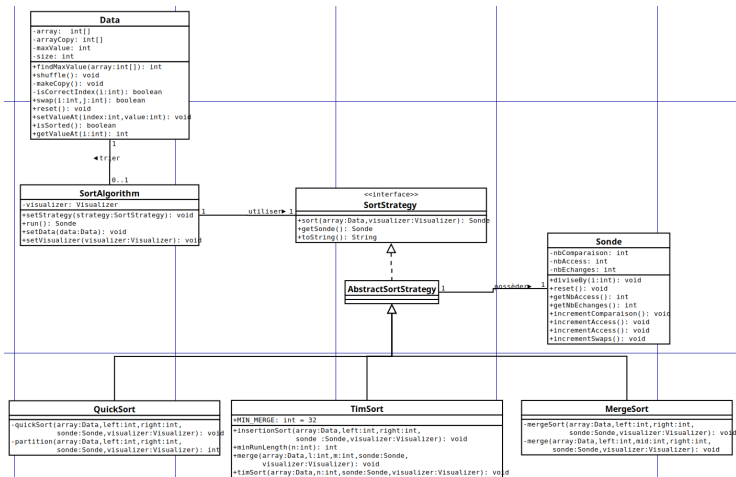 Data
-array: int[]
-arrayCopy: int[]
-maxValue: int
-size: int
+findMaxValue(array:int[]): int
+shuffle(): void
-makeCopy(): void
-isCorrectIndex(i:int): boolean
+swap(i:int,j:int): boolean
+reset(): void
+setValueAt(index:int,value:int): void
+isSorted(): boolean
+getValueAt(i:int): int
1
◄ trier
0..1
SortAlgorithm
-visualizer: Visualizer
+setStrategy(strategy:SortStrategy): void
+run(): Sonde
+setData(data:Data): void
+setVisualizer(visualizer:Visualizer): void
1 utiliser► 1
<<interface>>
SortStrategy
+sort(array:Data,visualizer:Visualizer): Sonde
+getSonde(): Sonde
+toString(): String
AbstractSortStrategy
1 possèder► 1
Sonde
-nbComparaison: int
-nbAccess: int
-nbEchanges: int
+diviseBy(i:int): void
+reset(): void
+getNbAccess(): int
+getNbEchanges(): int
+incrementComparaison(): void
+incrementAccess(): void
+incrementAccess(): void
+incrementSwaps(): void
QuickSort
-quickSort(array:Data,left:int,right:int,
sonde:Sonde,visualizer:Visualizer): void
-partition(array:Data,left:int,right:int,
sonde:Sonde,visualizer:Visualizer): int
TimSort
+MIN_MERGE: int = 32
+insertionSort(array:Data,left:int,right:int,
sonde :Sonde,visualizer:Visualizer): void
+minRunLength(n:int): int
+merge(array:Data,l:int,m:int,sonde:Sonde,
visualizer:Visualizer): void
+timSort(array:Data,n:int,sonde:Sonde,visualizer:Visualizer): void
MergeSort
-mergeSort(array:Data,left:int,right:int,
sonde:Sonde,visualizer:Visualizer): void
-merge(array:Data,left:int,mid:int,right:int,
sonde:Sonde,visualizer:Visualizer): void